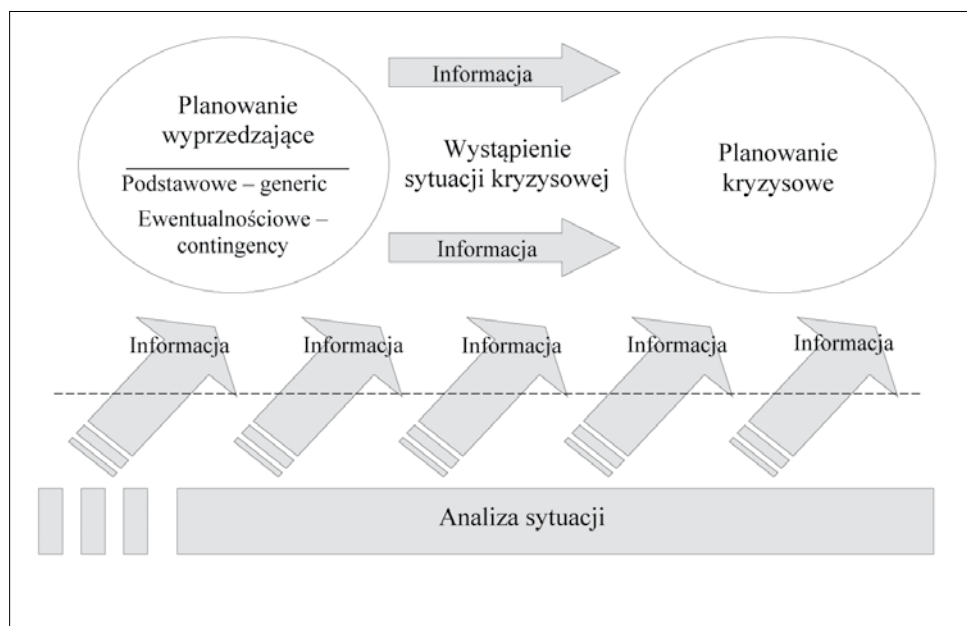 Planowanie
wyprzedzające
Podstawowe – generic
Ewentualnościowe –
contingency
Informacja
Wystąpienie
sytuacji kryzysowej
Informacja
Planowanie
kryzysowe
Informacja
Informacja
Informacja
Informacja
Informacja
Analiza sytuacji